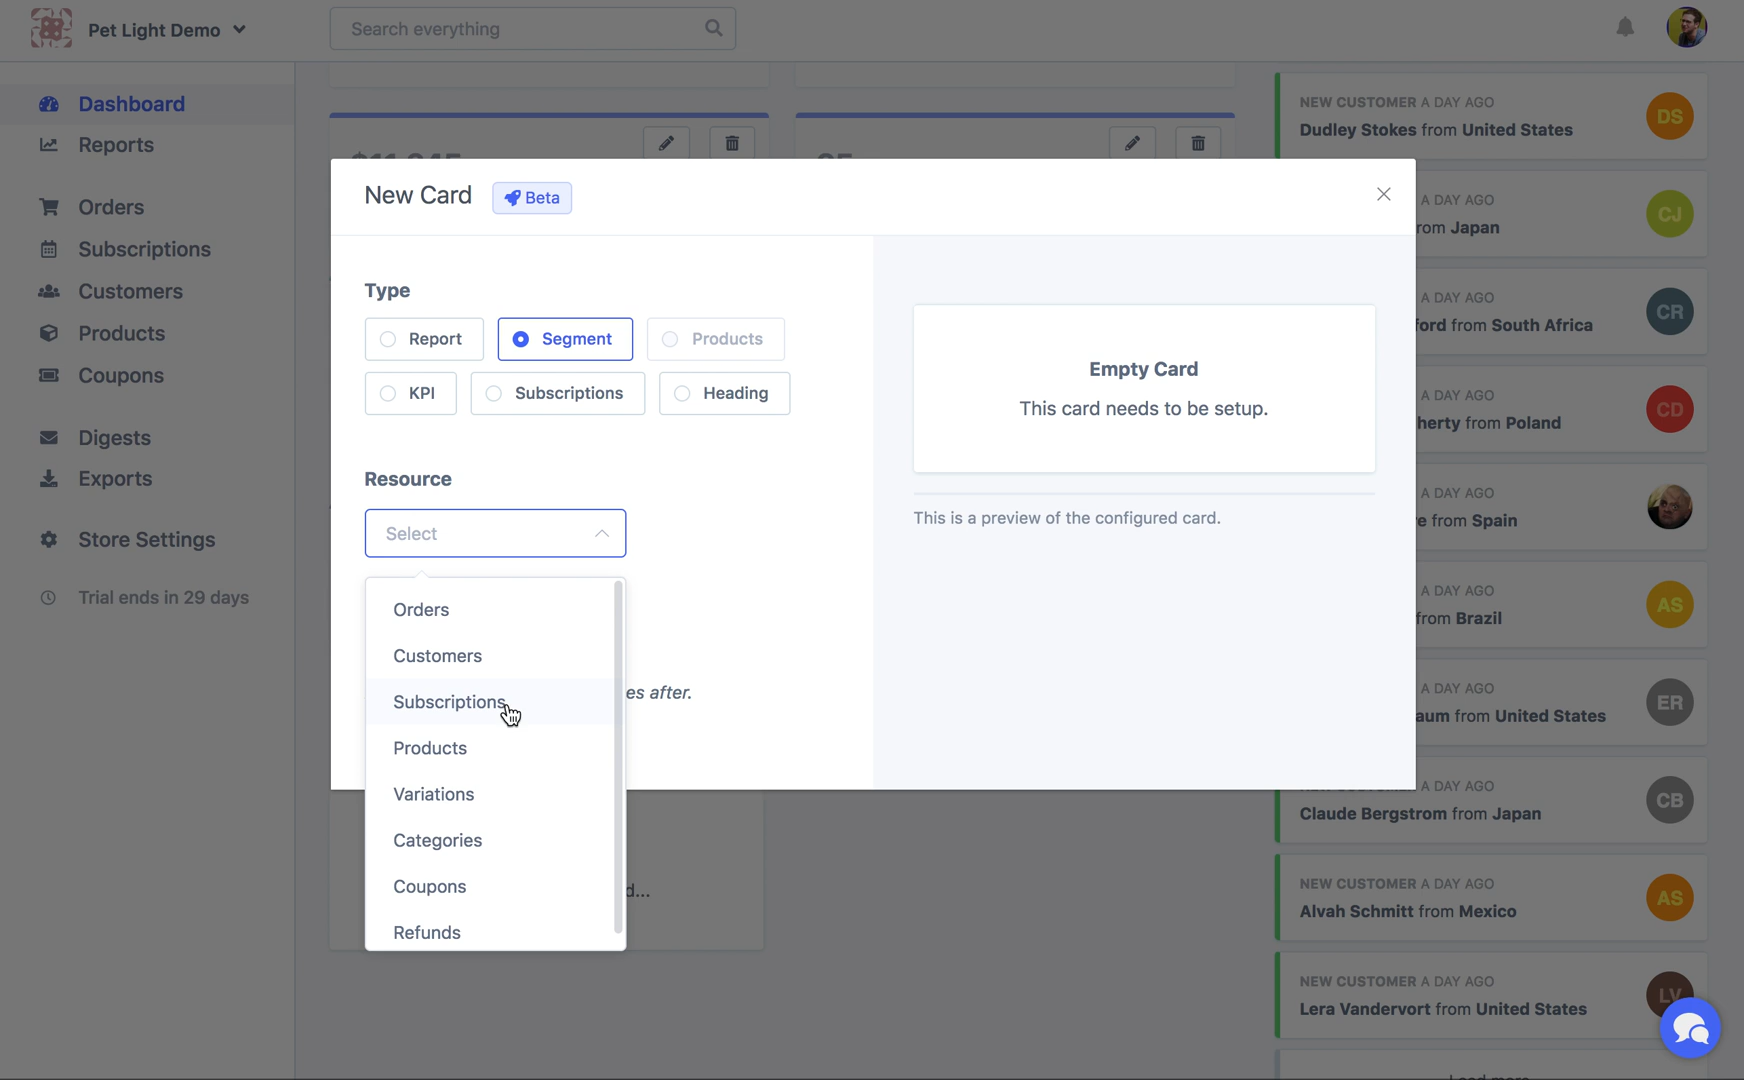 Pet Light Demo
Search everything
Dashboard
Reports
Orders
Subscriptions
Customers
Products
Coupons
Digests
Exports
Store Settings
Trial ends in 29 days
New Card
Beta
Type
Report
Segment
Products
KPI
Subscriptions
Heading
Resource
Select
Orders
Customers
Subscriptions
Products
Variations
Categories
Coupons
Refunds
es after.
d...
Empty Card
This card needs to be setup.
This is a preview of the configured card.
NEW CUSTOMER A DAY AGO
Dudley Stokes from United States
DS
A DAY AGO
rom Japan
CJ
A DAY AGO
ford from South Africa
CR
A DAY AGO
herty from Poland
CD
A DAY AGO
e from Spain
A DAY AGO
from Brazil
AS
A DAY AGO
aum from United States
ER
A DAY AGO
Claude Bergstrom from Japan
CB
NEW CUSTOMER A DAY AGO
Alvah Schmitt from Mexico
AS
NEW CUSTOMER A DAY AGO
Lera Vandervort from United States
LV